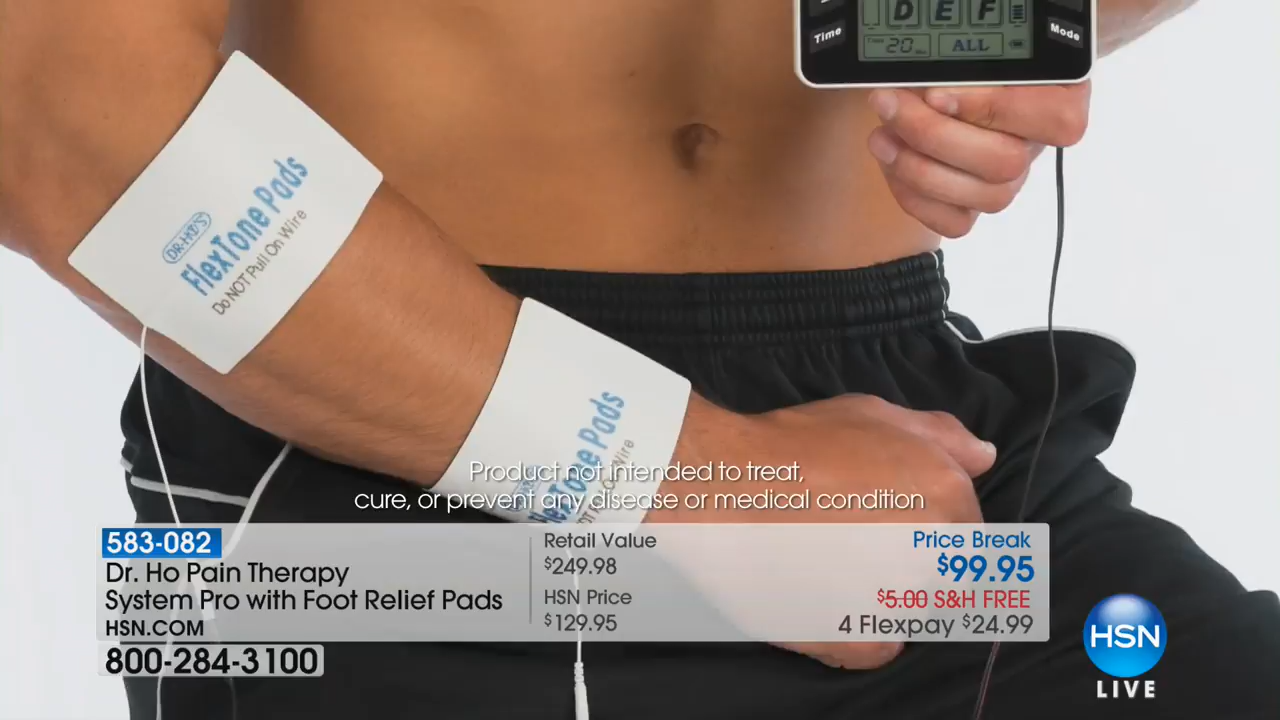 D E F
Time
20
ALL
Mode
DR-HO'S
FlexTone Pads
Do NOT Pull On Wire
FlexTone Pads
Product not intended to treat,
cure, or prevent any disease or medical condition
583-082
Dr. Ho Pain Therapy
System Pro with Foot Relief Pads
HSN.COM
800-284-3100
Retail Value
$249.98
HSN Price
$129.95
Price Break
$99.95
$5.00 S&H FREE
4 Flexpay $24.99
HSN
LIVE